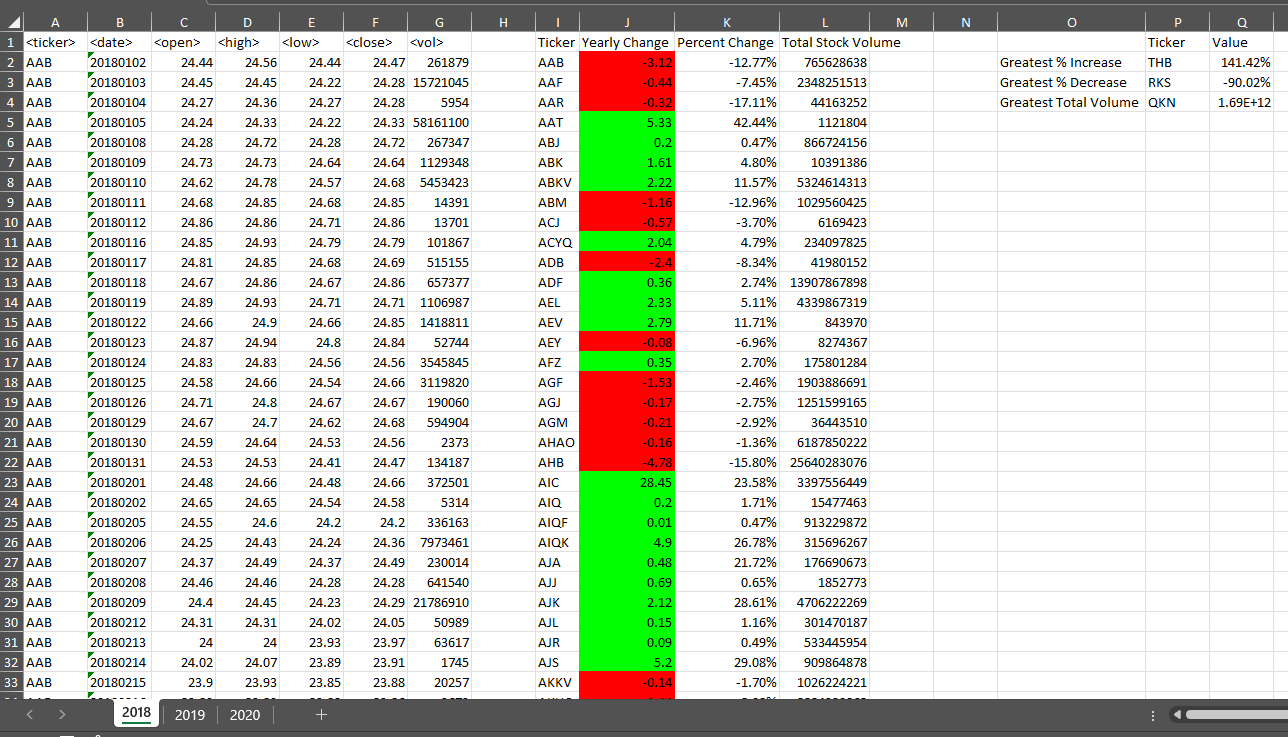 A B C D E F G H I J K L M N O P Q
1 <ticker> <date> <open> <high> <low> <close> <vol> Ticker Yearly Change Percent Change Total Stock Volume Ticker Value
2 AAB 20180102 24.44 24.56 24.44 24.47 261879 AAB -3.12 -12.77% 765628638 Greatest % Increase THB 141.42%
3 AAB 20180103 24.45 24.45 24.22 24.28 15721045 AAF -0.44 -7.45% 2348251513 Greatest % Decrease RKS -90.02%
4 AAB 20180104 24.27 24.36 24.27 24.28 5954 AAR -0.32 -17.11% 44163252 Greatest Total Volume QKN 1.69E+12
5 AAB 20180105 24.24 24.33 24.22 24.33 58161100 AAT 5.33 42.44% 1121804
6 AAB 20180108 24.28 24.72 24.28 24.72 267347 ABJ 0.2 0.47% 866724156
7 AAB 20180109 24.73 24.73 24.64 24.64 1129348 ABK 1.61 4.80% 10391386
8 AAB 20180110 24.62 24.78 24.57 24.68 5453423 ABKV 2.22 11.57% 5324614313
9 AAB 20180111 24.68 24.85 24.68 24.85 14391 ABM -1.16 -12.96% 1029560425
10 AAB 20180112 24.86 24.86 24.71 24.86 13701 ACJ -0.57 -3.70% 6169423
11 AAB 20180116 24.85 24.93 24.79 24.79 101867 ACYQ 2.04 4.79% 234097825
12 AAB 20180117 24.81 24.85 24.68 24.69 515155 ADB -2.4 -8.34% 41980152
13 AAB 20180118 24.67 24.86 24.67 24.86 657377 ADF 0.36 2.74% 13907867898
14 AAB 20180119 24.89 24.93 24.71 24.71 1106987 AEL 2.33 5.11% 4339867319
15 AAB 20180122 24.66 24.9 24.66 24.85 1418811 AEV 2.79 11.71% 843970
16 AAB 20180123 24.87 24.94 24.8 24.84 52744 AEY -0.08 -6.96% 8274367
17 AAB 20180124 24.83 24.83 24.56 24.56 3545845 AFZ 0.35 2.70% 175801284
18 AAB 20180125 24.58 24.66 24.54 24.66 3119820 AGF -1.53 -2.46% 1903886691
19 AAB 20180126 24.71 24.8 24.67 24.67 190060 AGJ -0.17 -2.75% 1251599165
20 AAB 20180129 24.67 24.7 24.62 24.68 594904 AGM -0.21 -2.92% 36443510
21 AAB 20180130 24.59 24.64 24.53 24.56 2373 AHAO -0.16 -1.36% 6187850222
22 AAB 20180131 24.53 24.53 24.41 24.47 134187 AHB -4.78 -15.80% 25640283076
23 AAB 20180201 24.48 24.66 24.48 24.66 372501 AIC 28.45 23.58% 3397556449
24 AAB 20180202 24.65 24.65 24.54 24.58 5314 AIQ 0.2 1.71% 15477463
25 AAB 20180205 24.55 24.6 24.2 24.2 336163 AIQF 0.01 0.47% 913229872
26 AAB 20180206 24.25 24.43 24.24 24.36 7973461 AIQK 4.9 26.78% 315696267
27 AAB 20180207 24.37 24.49 24.37 24.49 230014 AJA 0.48 21.72% 176690673
28 AAB 20180208 24.46 24.46 24.28 24.28 641540 AJJ 0.69 0.65% 1852773
29 AAB 20180209 24.4 24.45 24.23 24.29 21786910 AJK 2.12 28.61% 4706222269
30 AAB 20180212 24.31 24.31 24.02 24.05 50989 AJL 0.15 1.16% 301470187
31 AAB 20180213 24 24 23.93 23.97 63617 AJR 0.09 0.49% 533445954
32 AAB 20180214 24.02 24.07 23.89 23.91 1745 AJS 5.2 29.08% 909864878
33 AAB 20180215 23.9 23.93 23.85 23.88 20257 AKKV -0.14 -1.70% 1026224221
2018 2019 2020